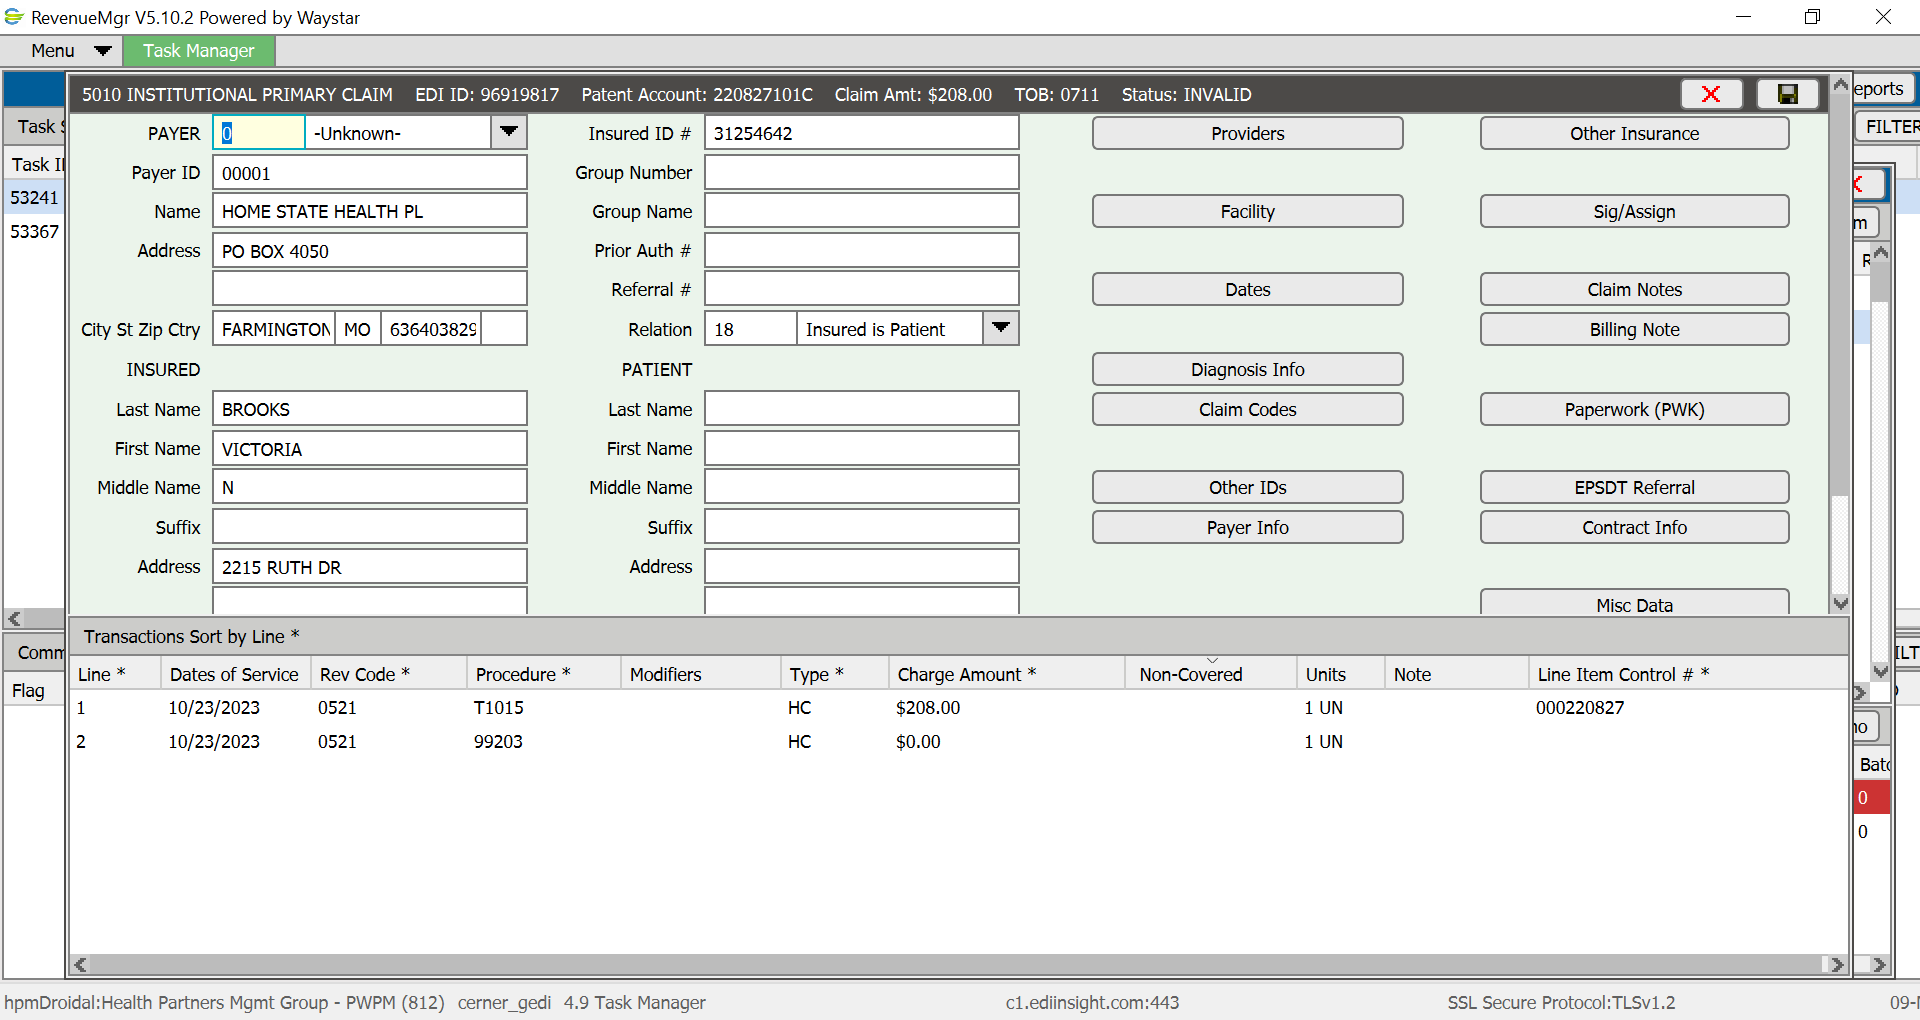 RevenueMgr V5.10.2 Powered by Waystar
Menu Task Manager
5010 INSTITUTIONAL PRIMARY CLAIM EDI ID: 96919817 Patent Account: 220827101C Claim Amt: $208.00 TOB: 0711 Status: INVALID
eports
Task S
FILTER
Task I
53241
53367
PAYER 0 -Unknown- Insured ID # 31254642 Providers Other Insurance
Payer ID 00001 Group Number
Name HOME STATE HEALTH PL Group Name Facility Sig/Assign
Address PO BOX 4050 Prior Auth #
Referral # Dates Claim Notes
City St Zip Ctry FARMINGTON MO 636403829 Relation 18 Insured is Patient Billing Note
INSURED PATIENT Diagnosis Info
Last Name BROOKS Last Name Claim Codes Paperwork (PWK)
First Name VICTORIA First Name
Middle Name N Middle Name Other IDs EPSDT Referral
Suffix Suffix Payer Info Contract Info
Address 2215 RUTH DR Address
Misc Data
m
R
Comm
Flag
ILT
Transactions Sort by Line *
Line * Dates of Service Rev Code * Procedure * Modifiers Type * Charge Amount * Non-Covered Units Note Line Item Control # *
1 10/23/2023 0521 T1015 HC $208.00 1 UN 000220827
2 10/23/2023 0521 99203 HC $0.00 1 UN
no
Batc
0
0
hpmDroidal:Health Partners Mgmt Group - PWPM (812) cerner_gedi 4.9 Task Manager c1.ediinsight.com:443 SSL Secure Protocol:TLSv1.2 09-